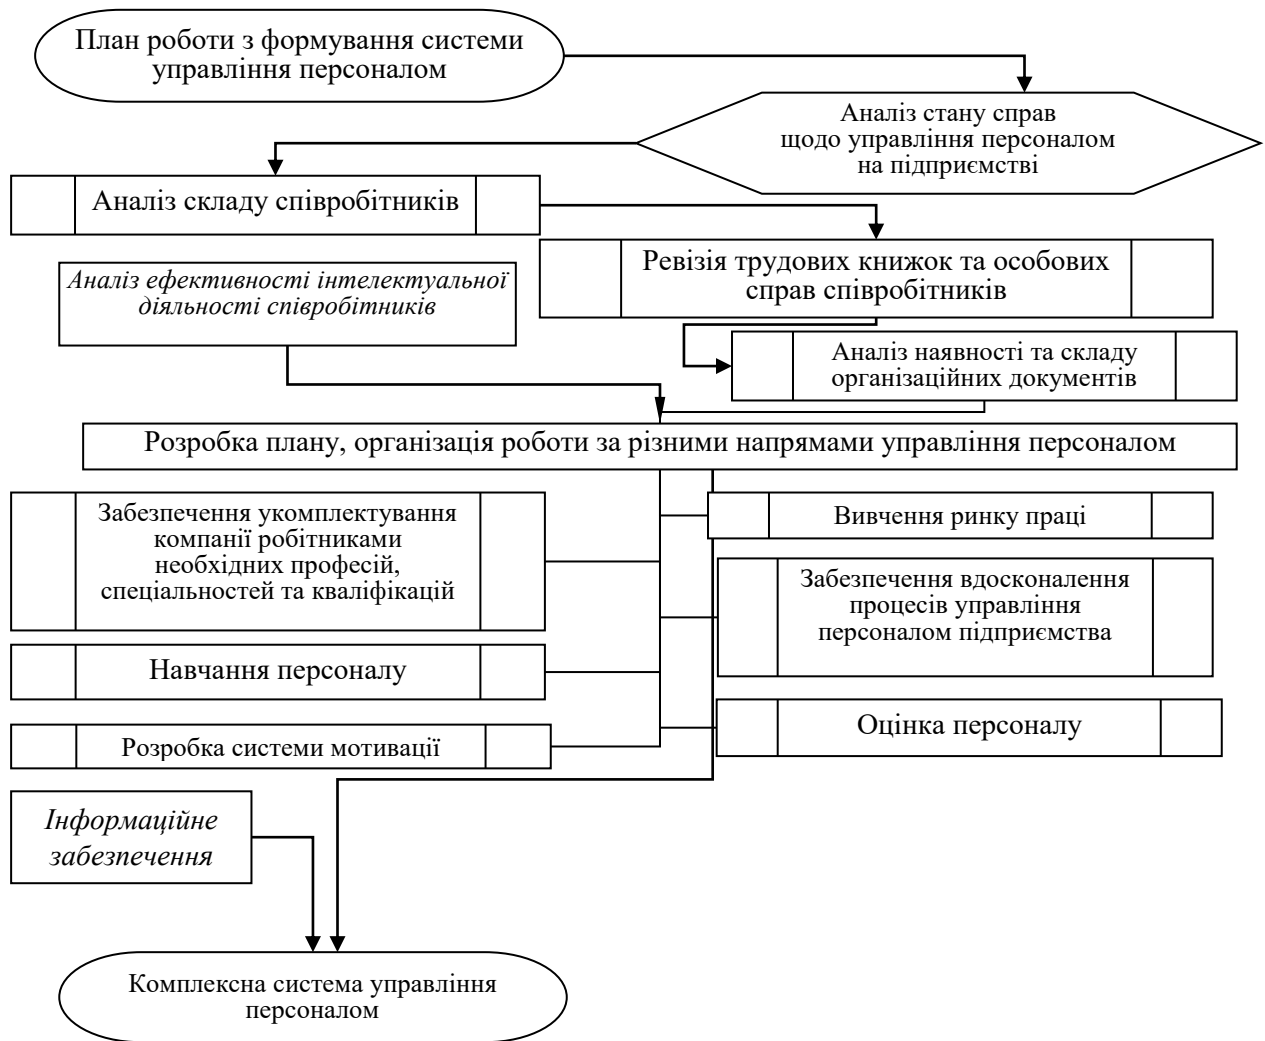 План роботи з формування системи
управління персоналом
Аналіз стану справ
щодо управління персоналом
на підприємстві
Аналіз складу співробітників
Ревізія трудових книжок та особових
справ співробітників
Аналіз ефективності інтелектуальної
діяльності співробітників
Аналіз наявності та складу
організаційних документів
Розробка плану, організація роботи за різними напрямами управління персоналом
Забезпечення укомплектування
компанії робітниками
необхідних професій,
спеціальностей та кваліфікацій
Вивчення ринку праці
Забезпечення вдосконалення
процесів управління
персоналом підприємства
Навчання персоналу
Оцінка персоналу
Розробка системи мотивації
Інформаційне
забезпечення
Комплексна система управління
персоналом